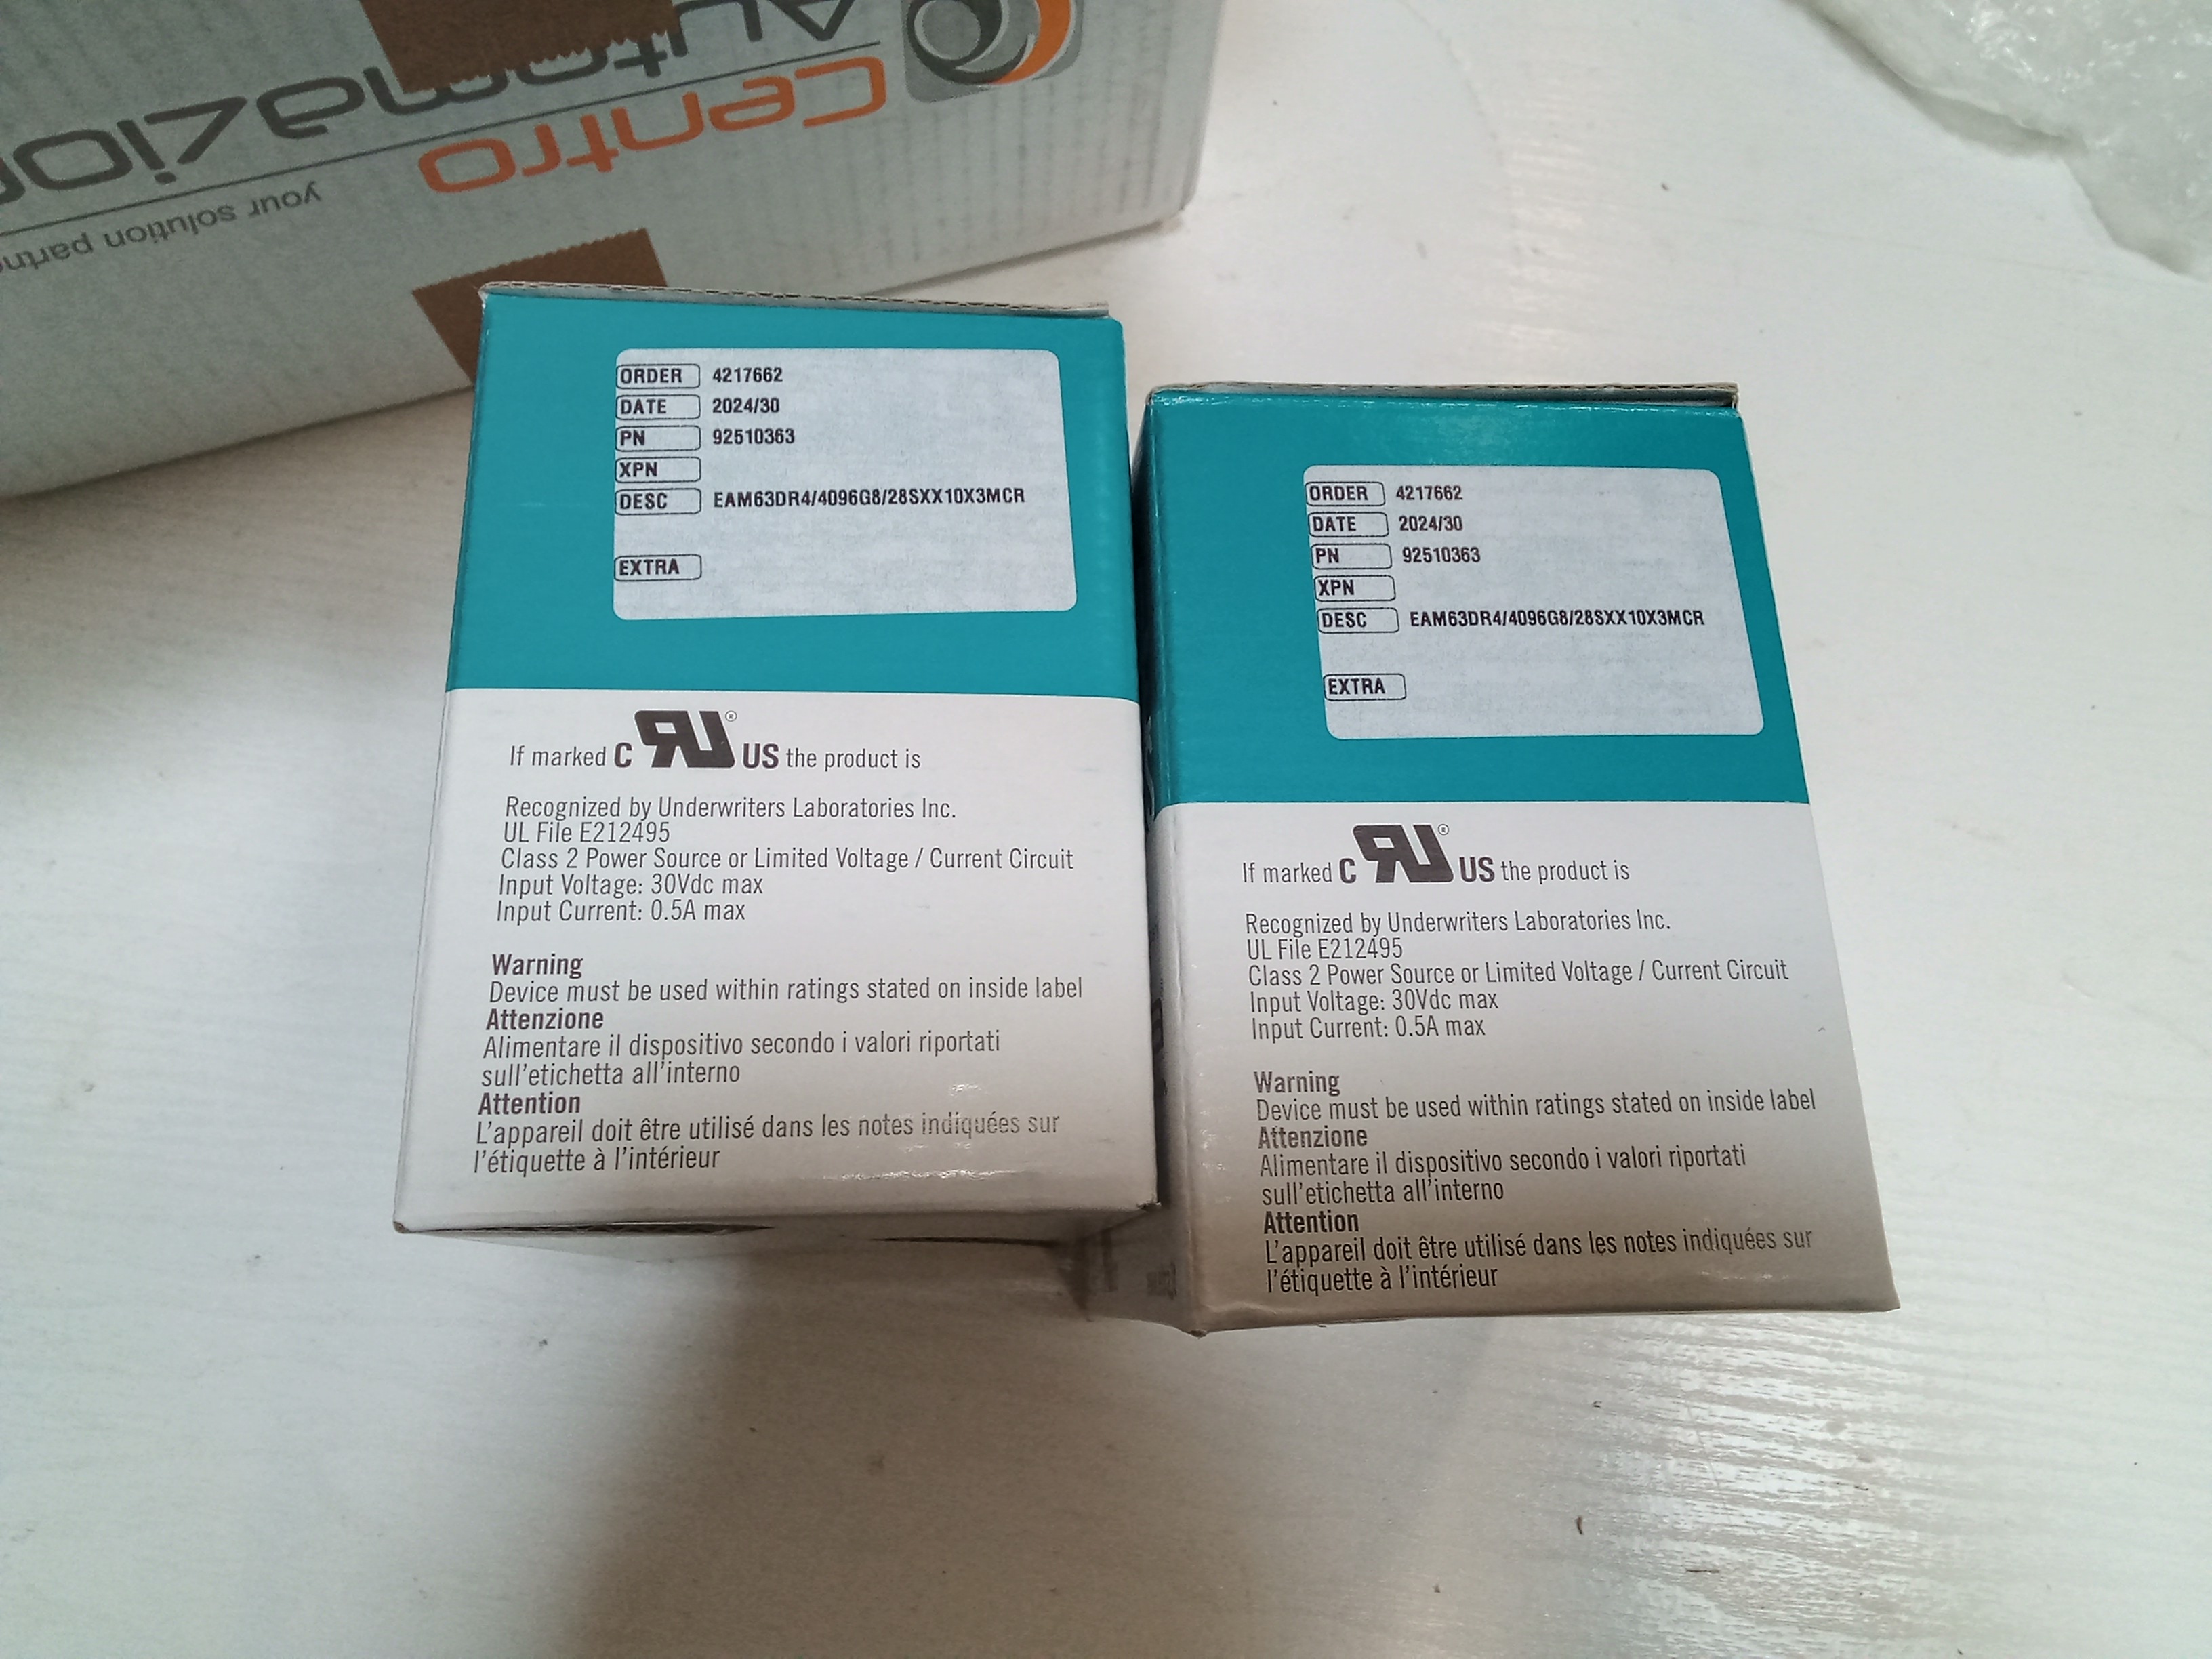 Centro
Automazio
your solution partne
ORDER 4217662
DATE 2024/30
PN 92510363
XPN
DESC EAM63DR4/4096G8/28SXX10X3MCR
EXTRA
If marked C RU® US the product is
Recognized by Underwriters Laboratories Inc.
UL File E212495
Class 2 Power Source or Limited Voltage / Current Circuit
Input Voltage: 30Vdc max
Input Current: 0.5A max
Warning
Device must be used within ratings stated on inside label
Attenzione
Alimentare il dispositivo secondo i valori riportati
sull'etichetta all'interno
Attention
L'appareil doit être utilisé dans les notes indiquées sur
l'étiquette à l'intérieur
ORDER 4217662
DATE 2024/30
PN 92510363
XPN
DESC EAM63DR4/4096G8/28SXX10X3MCR
EXTRA
If marked C RU® US the product is
Recognized by Underwriters Laboratories Inc.
UL File E212495
Class 2 Power Source or Limited Voltage / Current Circuit
Input Voltage: 30Vdc max
Input Current: 0.5A max
Warning
Device must be used within ratings stated on inside label
Attenzione
Alimentare il dispositivo secondo i valori riportati
sull'etichetta all'interno
Attention
L'appareil doit être utilisé dans les notes indiquées sur
l'étiquette à l'intérieur